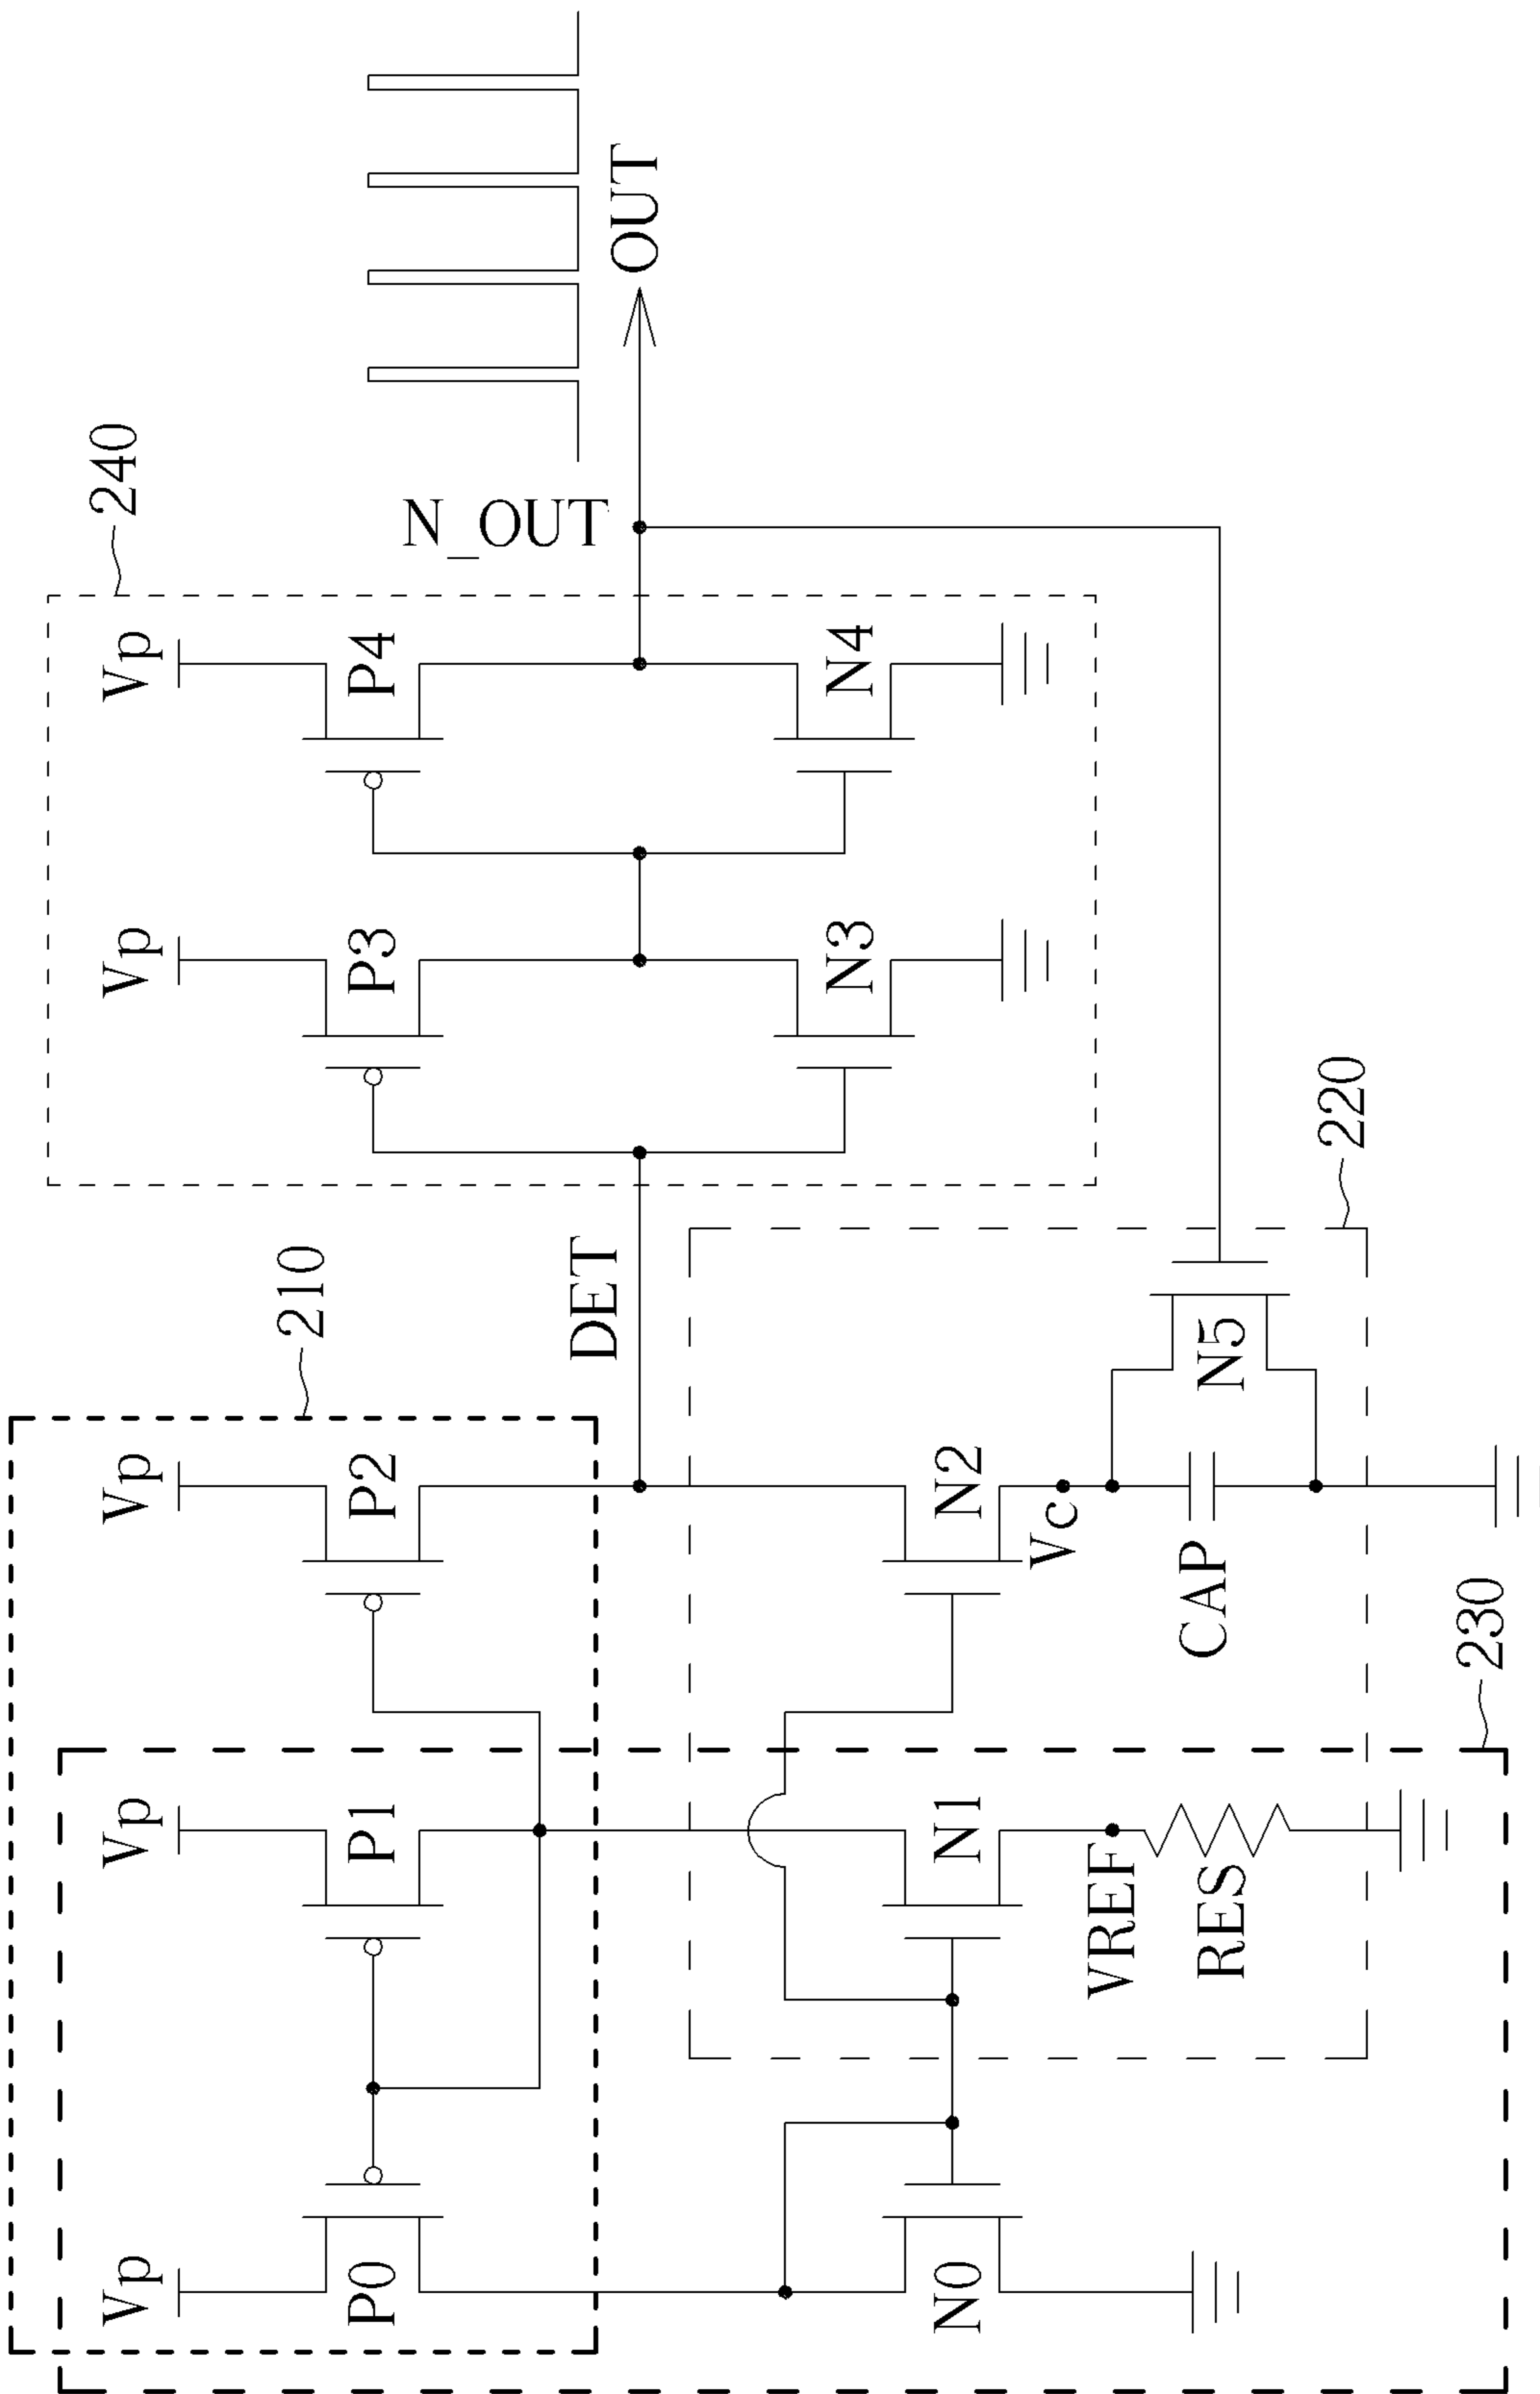 240
Vp
Vp
Vp
Vp
Vp
210
P0
P1
P2
P3
P4
N_OUT
DET
OUT
N3
N4
N0
N1
N2
Vc
VREF
CAP
RES
N5
220
230